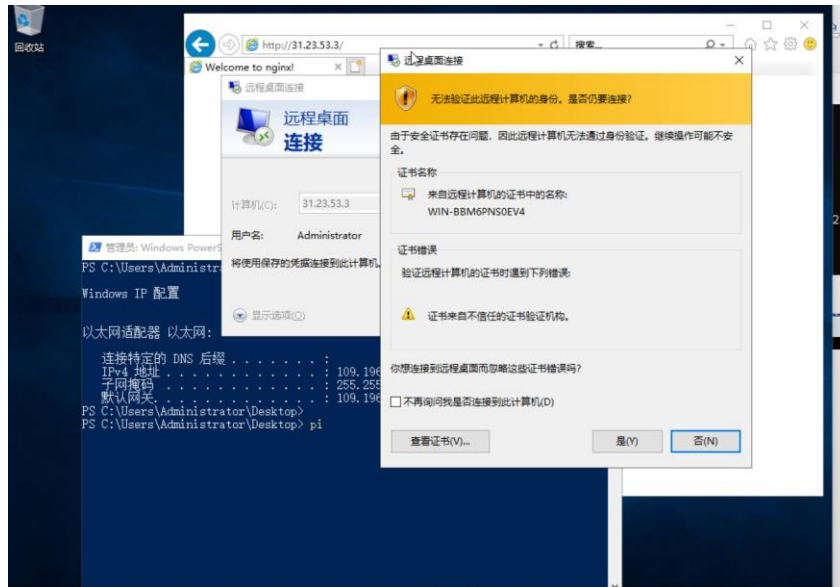 回收站
http://31.23.53.3/
搜索...
Welcome to nginx!
远程桌面连接
远程桌面
连接
计算机(C):
31.23.53.3
用户名:
Administrator
将使用保存的凭据连接到此计算机。
显示选项(O)
远程桌面连接
无法验证此远程计算机的身份。是否仍要连接?
由于安全证书存在问题，因此远程计算机无法通过身份验证。继续操作可能不安
全。
证书名称
来自远程计算机的证书中的名称:
WIN-BBM6PNS0EV4
证书错误
验证远程计算机的证书时遇到下列错误:
证书来自不信任的证书验证机构。
你想连接到远程桌面而忽略这些证书错误吗?
不再询问我是否连接到此计算机(D)
查看证书(V)...
是(Y)
否(N)
管理员: Windows PowerS
PS C:\Users\Administr
Windows IP 配置
以太网适配器 以太网:
连接特定的 DNS 后缀 . . . . . . . :
IPv4 地址 . . . . . . . . . . . . : 109.196
子网掩码 . . . . . . . . . . . . : 255.255
默认网关. . . . . . . . . . . . . : 109.196
PS C:\Users\Administrator\Desktop>
PS C:\Users\Administrator\Desktop> pi